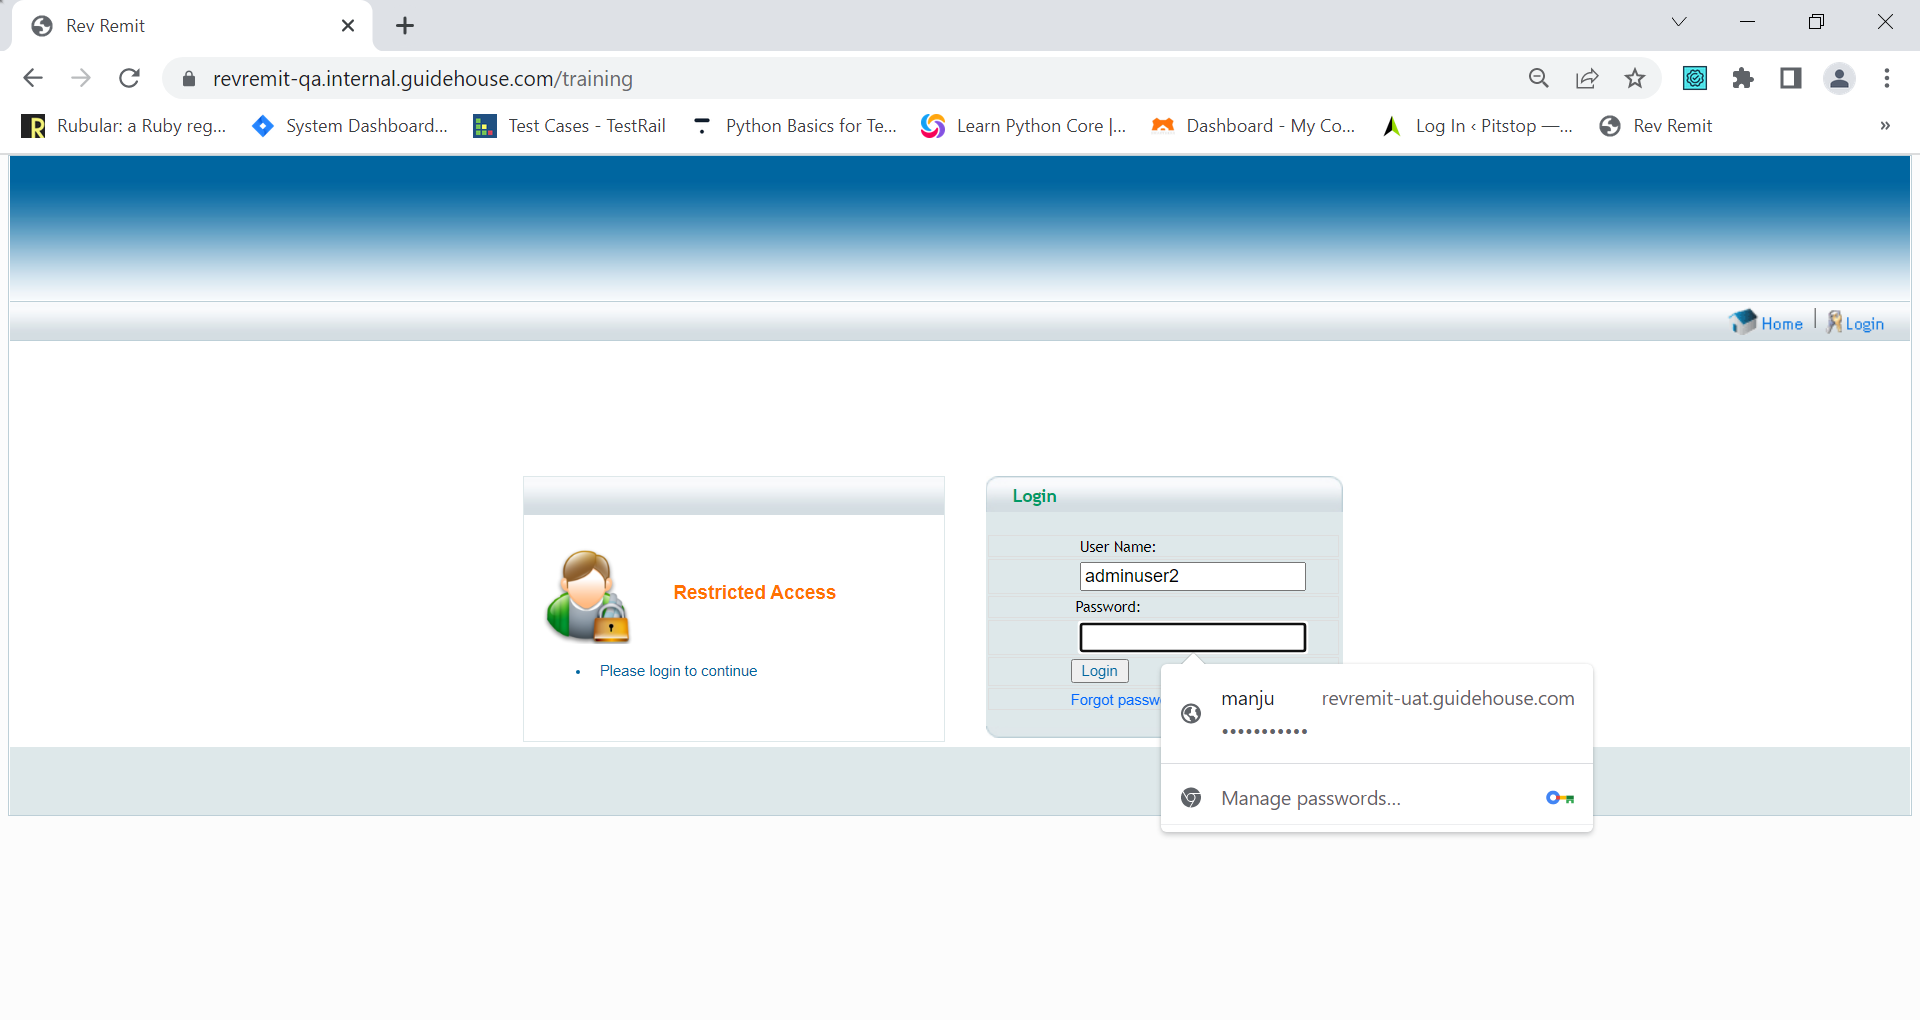 Rev Remit
revremit-qa.internal.guidehouse.com/training
Rubular: a Ruby reg... System Dashboard... Test Cases - TestRail Python Basics for Te... Learn Python Core |... Dashboard - My Co... Log In ‹ Pitstop —... Rev Remit »
Home | Login
Restricted Access
• Please login to continue
Login
User Name:
adminuser2
Password:
Login
Forgot passw
manju revremit-uat.guidehouse.com
•••••••••••
Manage passwords...